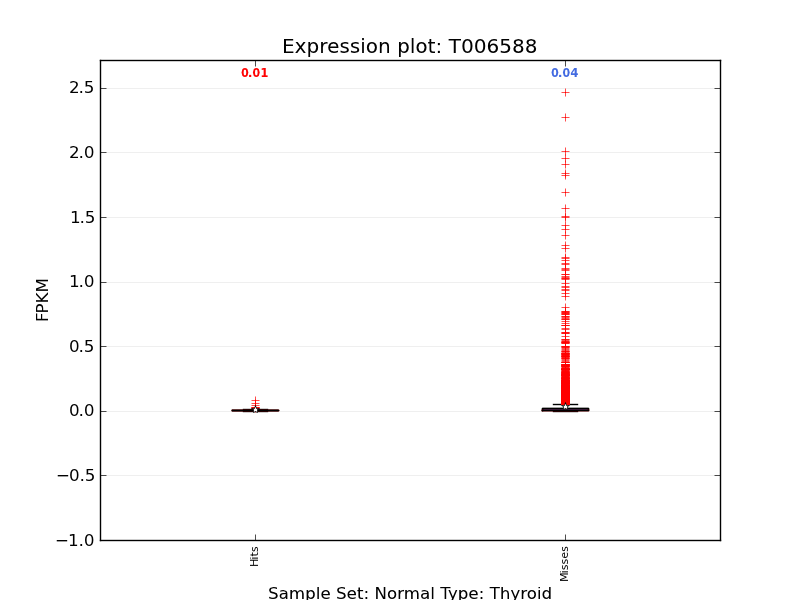 Expression plot: T006588
0.01
0.04
2.5
2.0
1.5
1.0
0.5
0.0
−0.5
−1.0
FPKM
Hits
Misses
Sample Set: Normal Type: Thyroid